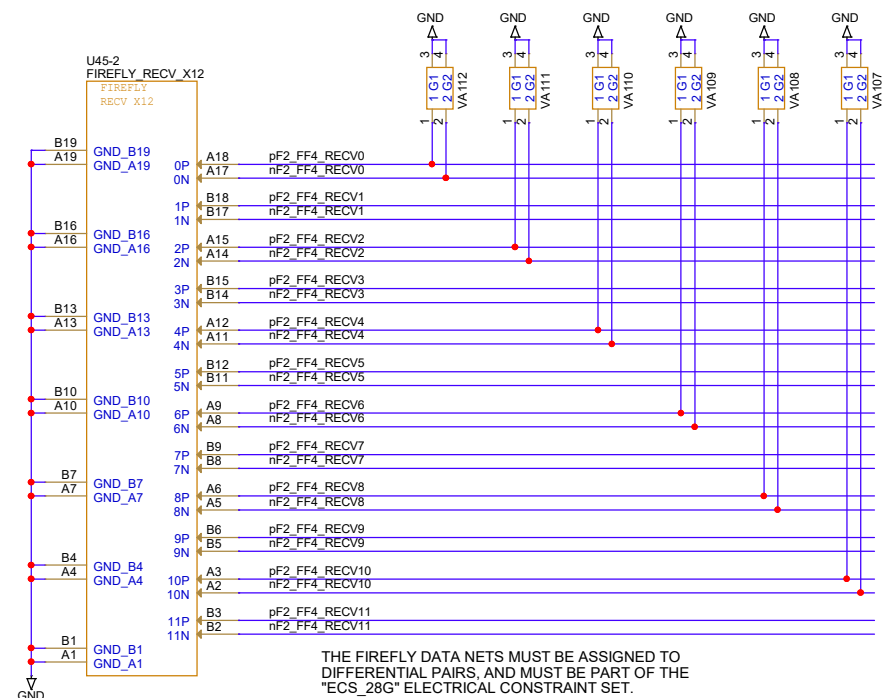 GND GND GND GND GND GND
3 4 3 4 3 4 3 4 3 4 3 4
1 G1 2 G2 VA112
1 G1 2 G2 VA111
1 G1 2 G2 VA110
1 G1 2 G2 VA109
1 G1 2 G2 VA108
1 G1 2 G2 VA107
1 2 1 2 1 2 1 2 1 2 1 2
U45-2
FIREFLY_RECV_X12
FIREFLY
RECV X12
B19 GND_B19
A19 GND_A19 0P A18 pF2_FF4_RECV0
0N A17 nF2_FF4_RECV0
1P B18 pF2_FF4_RECV1
1N B17 nF2_FF4_RECV1
B16 GND_B16
A16 GND_A16 2P A15 pF2_FF4_RECV2
2N A14 nF2_FF4_RECV2
3P B15 pF2_FF4_RECV3
3N B14 nF2_FF4_RECV3
B13 GND_B13
A13 GND_A13 4P A12 pF2_FF4_RECV4
4N A11 nF2_FF4_RECV4
5P B12 pF2_FF4_RECV5
5N B11 nF2_FF4_RECV5
B10 GND_B10
A10 GND_A10 6P A9 pF2_FF4_RECV6
6N A8 nF2_FF4_RECV6
7P B9 pF2_FF4_RECV7
7N B8 nF2_FF4_RECV7
B7 GND_B7
A7 GND_A7 8P A6 pF2_FF4_RECV8
8N A5 nF2_FF4_RECV8
9P B6 pF2_FF4_RECV9
9N B5 nF2_FF4_RECV9
B4 GND_B4
A4 GND_A4 10P A3 pF2_FF4_RECV10
10N A2 nF2_FF4_RECV10
11P B3 pF2_FF4_RECV11
11N B2 nF2_FF4_RECV11
B1 GND_B1
A1 GND_A1
GND
THE FIREFLY DATA NETS MUST BE ASSIGNED TO
DIFFERENTIAL PAIRS, AND MUST BE PART OF THE
"ECS_28G" ELECTRICAL CONSTRAINT SET.